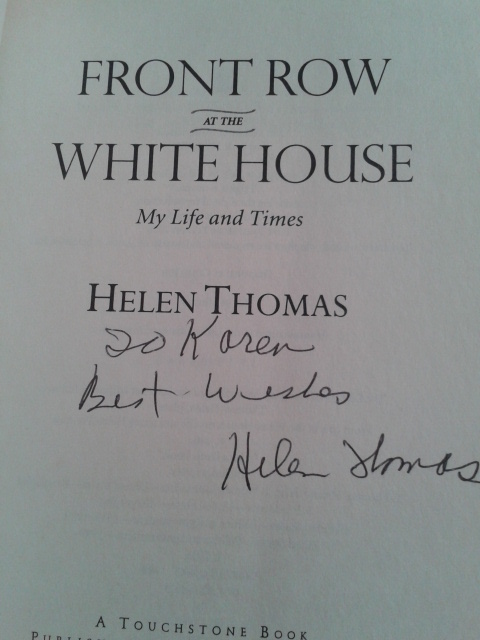 FRONT ROW
AT THE
WHITE HOUSE
My Life and Times
HELEN THOMAS
To Karen
Best Wishes
Helen Thomas
A TOUCHSTONE BOOK